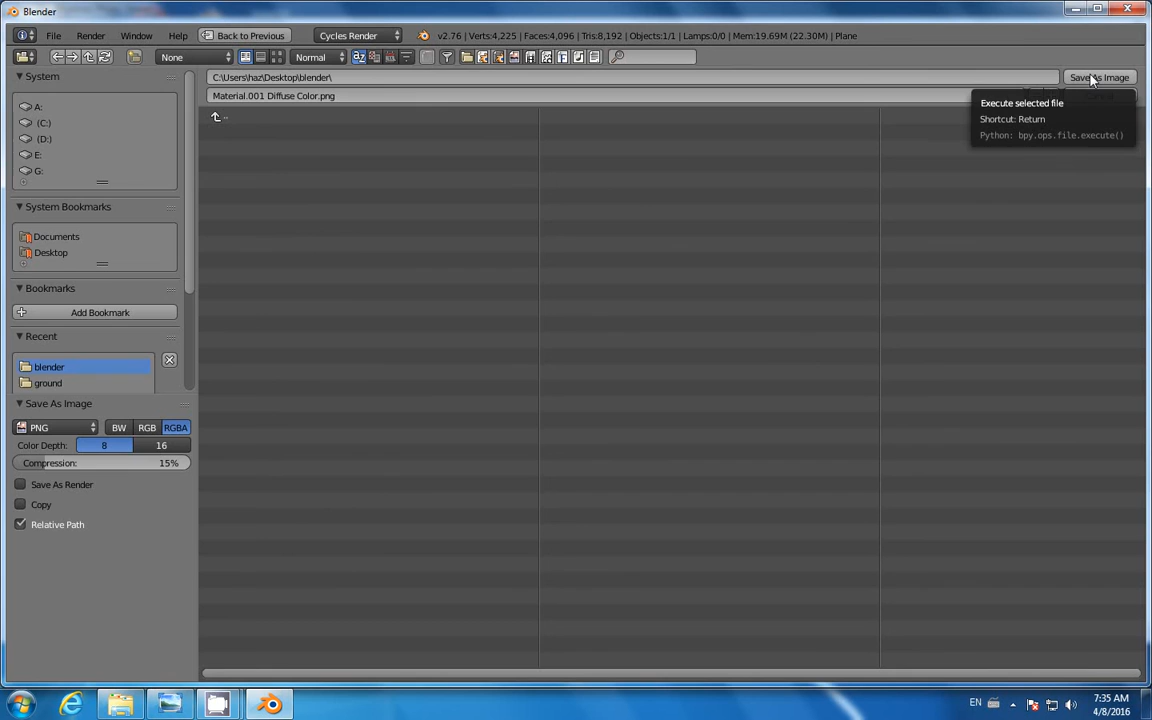 Blender
File Render Window Help Back to Previous Cycles Render v2.76 | Verts:4,225 | Faces:4,096 | Tris:8,192 | Objects:1/1 | Lamps:0/0 | Mem:19.69M (22.30M) | Plane
None Normal
System
C:\Users\haz\Desktop\blender\ Save As Image
Material.001 Diffuse Color.png
Execute selected file
Shortcut: Return
Python: bpy.ops.file.execute()
..
A:
(C:)
(D:)
E:
G:
System Bookmarks
Documents
Desktop
Bookmarks
Add Bookmark
Recent
blender
ground
Save As Image
PNG BW RGB RGBA
Color Depth: 8 16
Compression: 15%
Save As Render
Copy
Relative Path
EN 7:35 AM
4/8/2016